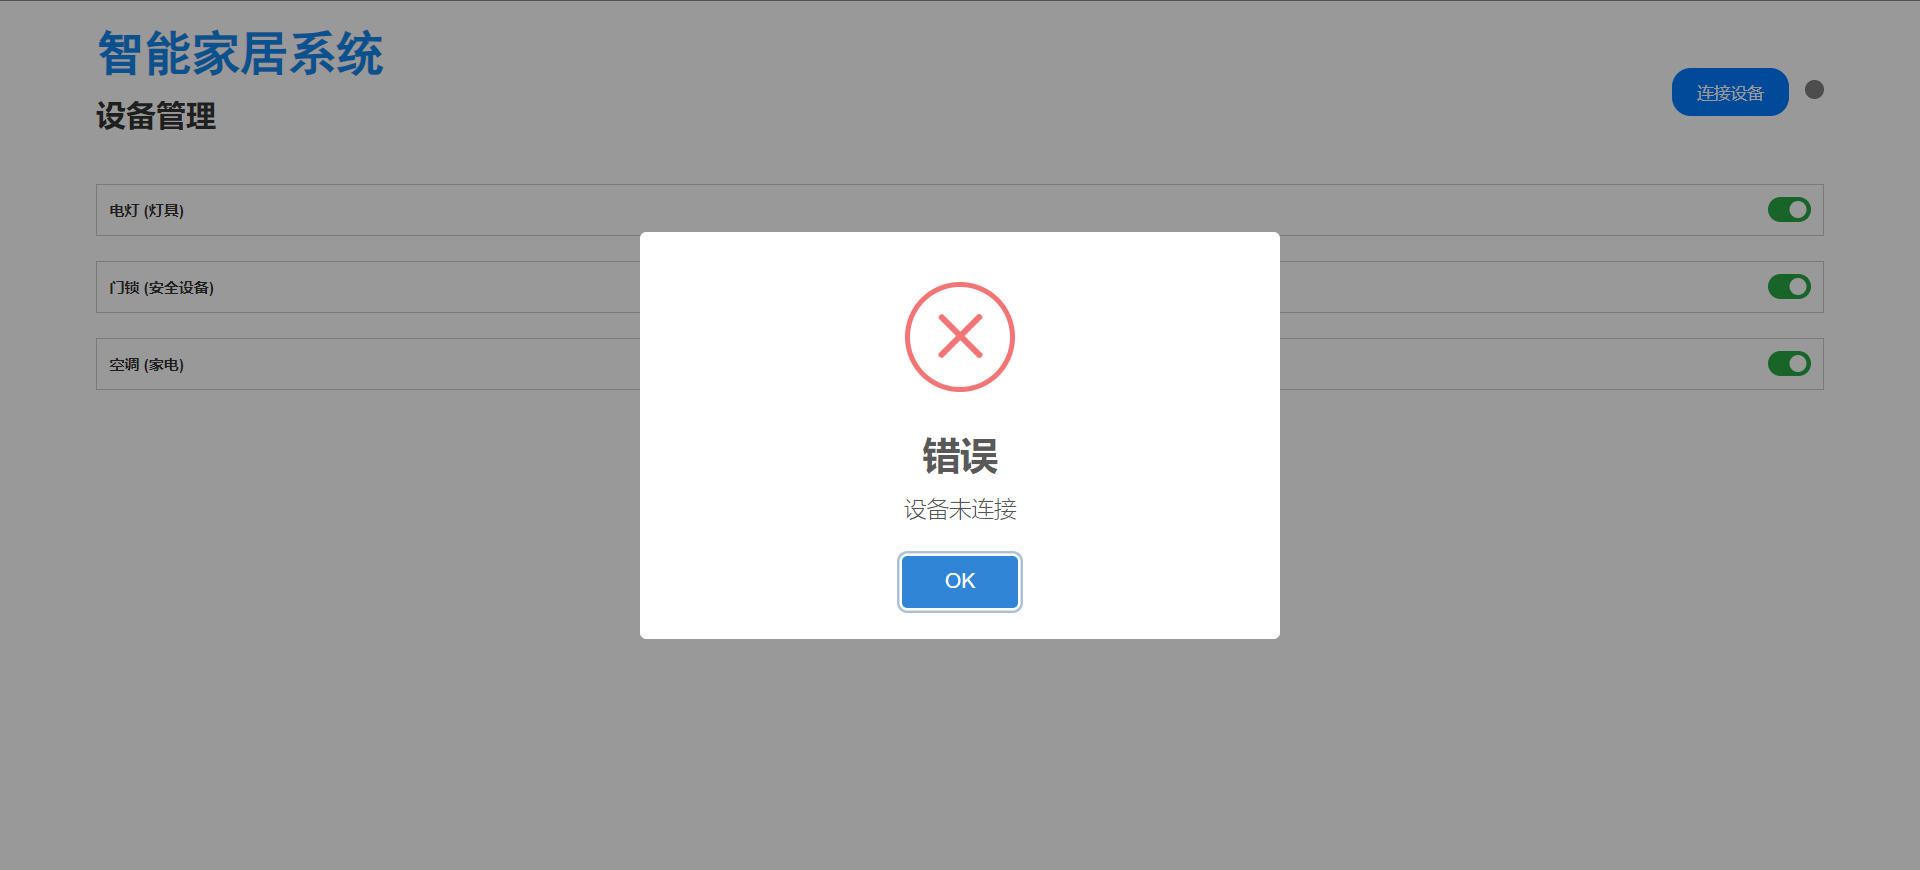 智能家居系统
设备管理
连接设备
电灯 (灯具)
门锁 (安全设备)
空调 (家电)
错误
设备未连接
OK